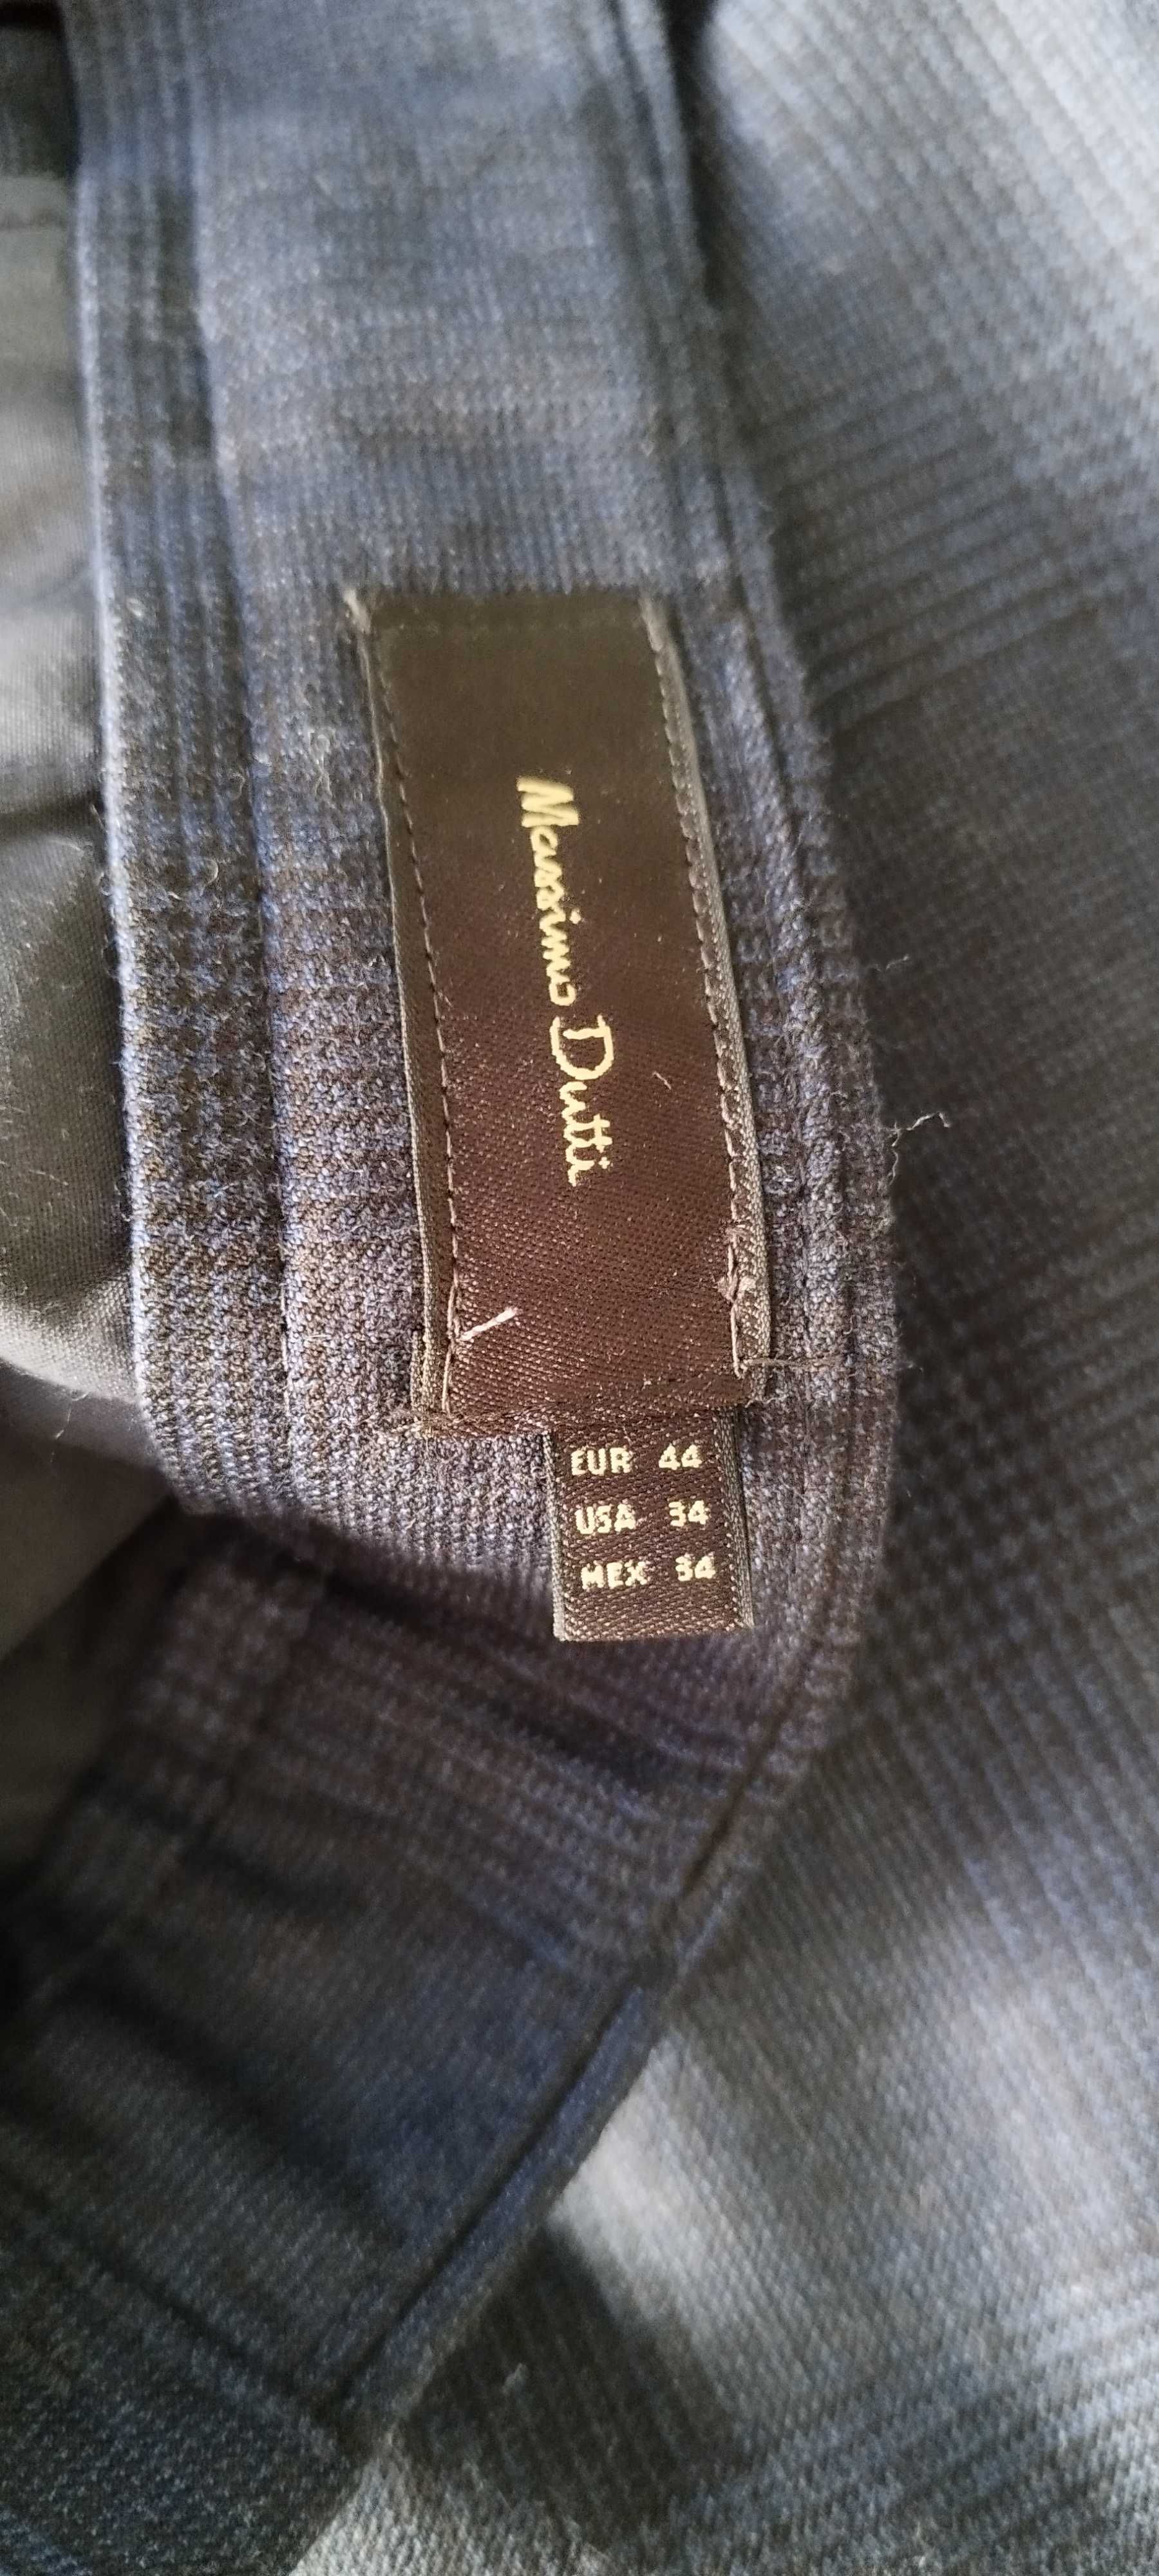 Massimo Dutti
EUR 44
USA 34
MEX 34